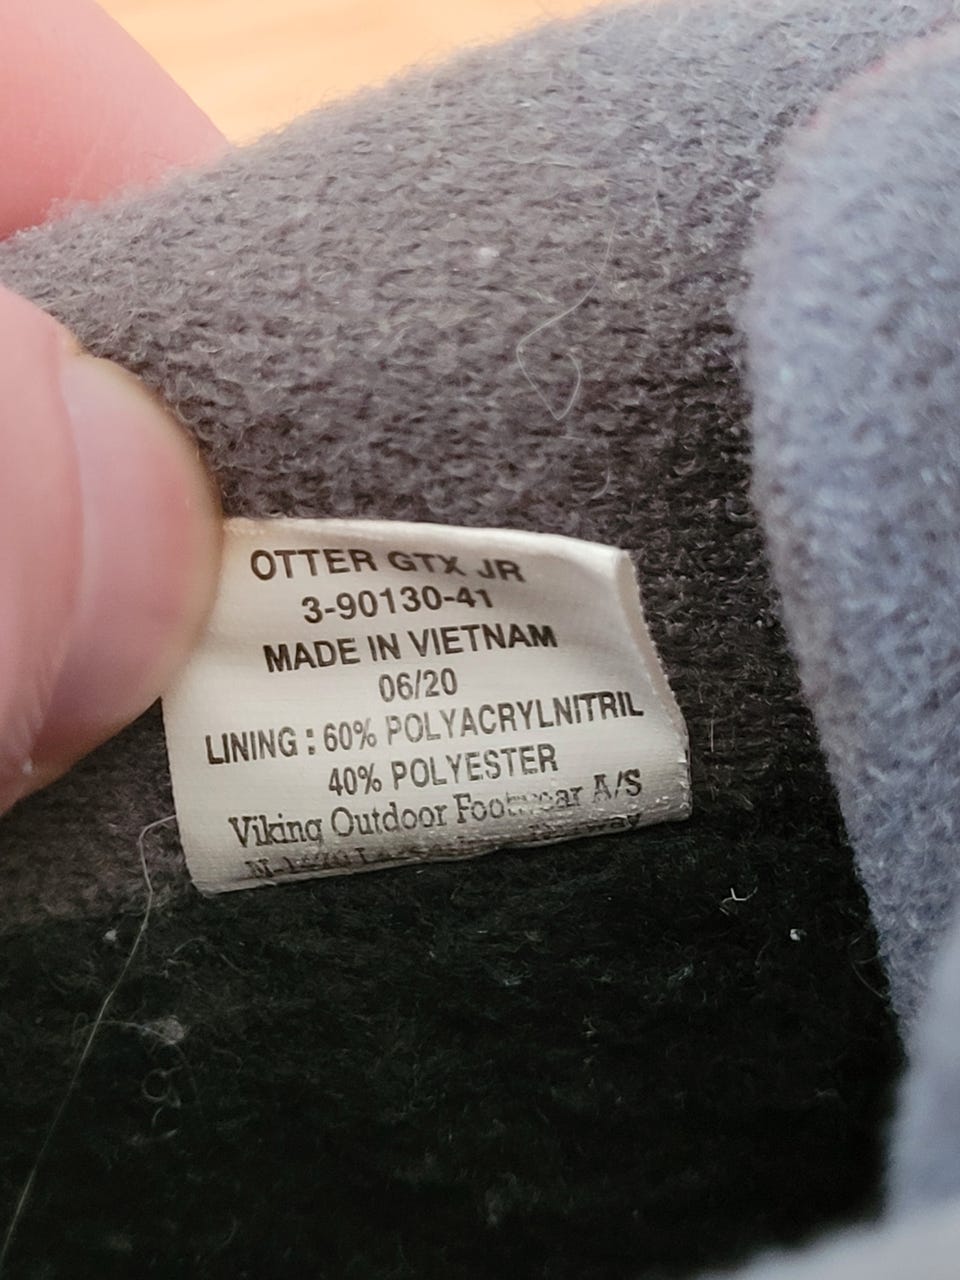 OTTER GTX JR
3-90130-41
MADE IN VIETNAM
06/20
LINING : 60% POLYACRYLNITRIL
40% POLYESTER
Viking Outdoor Footwear A/S
Norway